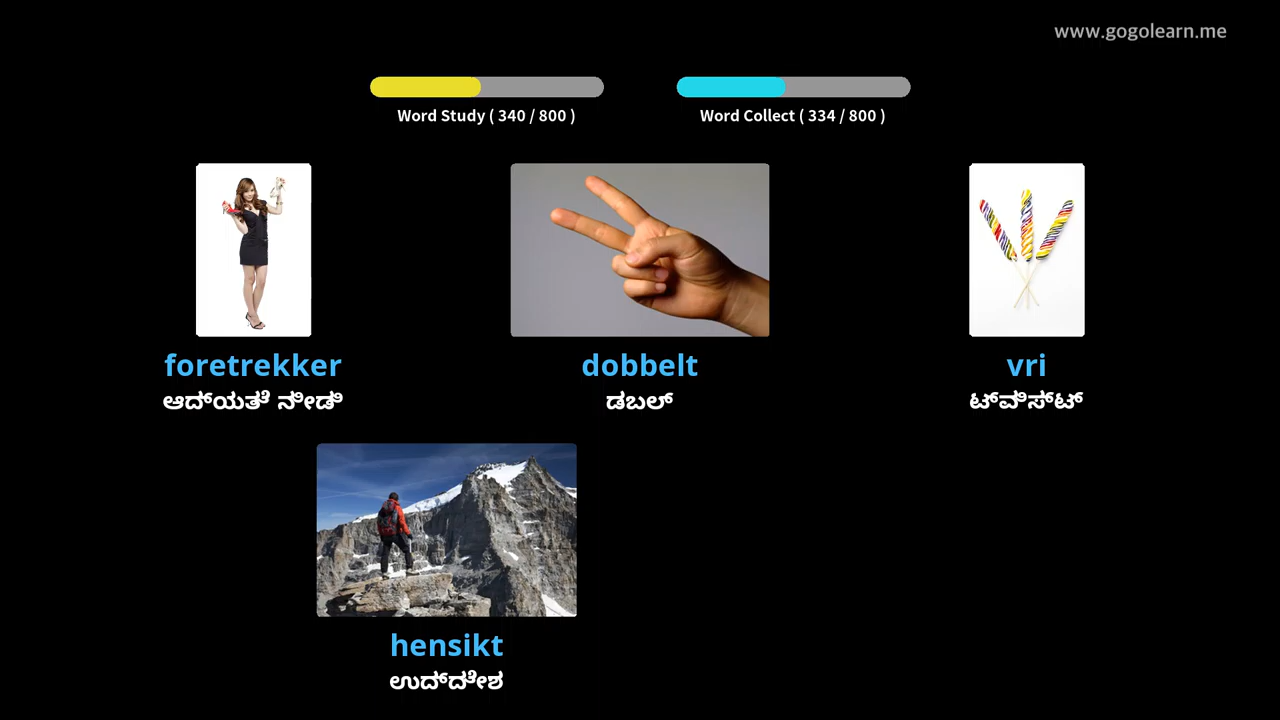 www.gogolearn.me
Word Study ( 340 / 800 )
Word Collect ( 334 / 800 )
foretrekker
ಆದ್ಯತೆ ನೀಡಿ
dobbelt
ಡಬಲ್
vri
ಟ್ವಿಸ್ಟ್
hensikt
ಉದ್ದೇಶ